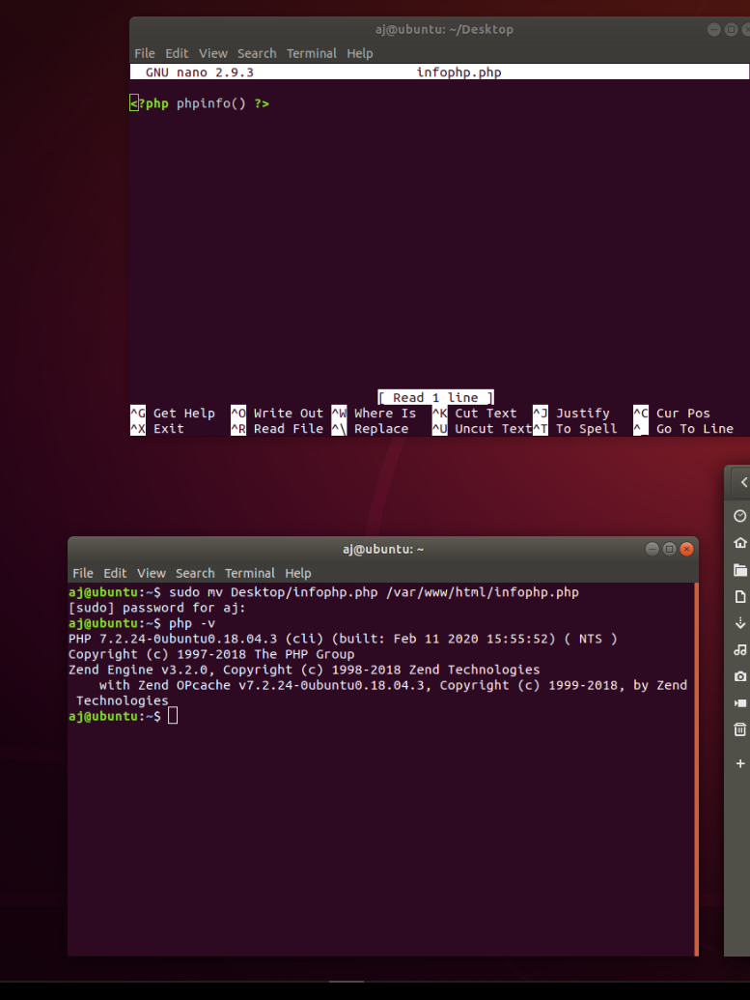 aj@ubuntu: ~/Desktop
File Edit View Search Terminal Help
GNU nano 2.9.3 infophp.php
<?php phpinfo() ?>
[ Read 1 line ]
^G Get Help ^O Write Out ^W Where Is ^K Cut Text ^J Justify ^C Cur Pos
^X Exit ^R Read File ^\ Replace ^U Uncut Text ^T To Spell ^_ Go To Line
aj@ubuntu: ~
File Edit View Search Terminal Help
aj@ubuntu:~$ sudo mv Desktop/infophp.php /var/www/html/infophp.php
[sudo] password for aj:
aj@ubuntu:~$ php -v
PHP 7.2.24-0ubuntu0.18.04.3 (cli) (built: Feb 11 2020 15:55:52) ( NTS )
Copyright (c) 1997-2018 The PHP Group
Zend Engine v3.2.0, Copyright (c) 1998-2018 Zend Technologies
with Zend OPcache v7.2.24-0ubuntu0.18.04.3, Copyright (c) 1999-2018, by Zend
Technologies
aj@ubuntu:~$